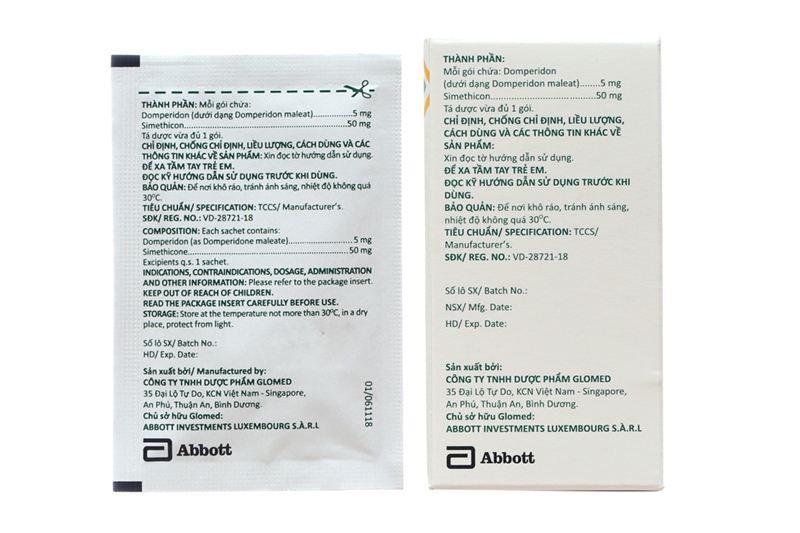 THÀNH PHẦN: Mỗi gói chứa:
Domperidon (dưới dạng Domperidon maleat)..................5 mg
Simethicon...............................................................50 mg
Tá dược vừa đủ 1 gói.
CHỈ ĐỊNH, CHỐNG CHỈ ĐỊNH, LIỀU LƯỢNG, CÁCH DÙNG VÀ CÁC
THÔNG TIN KHÁC VỀ SẢN PHẨM: Xin đọc tờ hướng dẫn sử dụng.
ĐỂ XA TẦM TAY TRẺ EM.
ĐỌC KỸ HƯỚNG DẪN SỬ DỤNG TRƯỚC KHI DÙNG.
BẢO QUẢN: Để nơi khô ráo, tránh ánh sáng, nhiệt độ không quá
30⁰C.
TIÊU CHUẨN/ SPECIFICATION: TCCS/ Manufacturer's.
SĐK/ REG. NO.: VD-28721-18
COMPOSITION: Each sachet contains:
Domperidon (as Domperidone maleate)........................5 mg
Simethicone..............................................................50 mg
Excipients q.s. 1 sachet.
INDICATIONS, CONTRAINDICATIONS, DOSAGE, ADMINISTRATION
AND OTHER INFORMATION: Please refer to the package insert.
KEEP OUT OF REACH OF CHILDREN.
READ THE PACKAGE INSERT CAREFULLY BEFORE USE.
STORAGE: Store at the temperature not more than 30⁰C, in a dry
place, protect from light.
Số lô SX/ Batch No.:
HD/ Exp. Date:
Sản xuất bởi/ Manufactured by:
CÔNG TY TNHH DƯỢC PHẨM GLOMED
35 Đại Lộ Tự Do, KCN Việt Nam - Singapore,
An Phú, Thuận An, Bình Dương.
Chủ sở hữu Glomed:
ABBOTT INVESTMENTS LUXEMBOURG S.À.R.L
Abbott
01/061118
THÀNH PHẦN:
Mỗi gói chứa: Domperidon
(dưới dạng Domperidon maleat)........5 mg
Simethicon........................................50 mg
Tá dược vừa đủ 1 gói.
CHỈ ĐỊNH, CHỐNG CHỈ ĐỊNH, LIỀU LƯỢNG,
CÁCH DÙNG VÀ CÁC THÔNG TIN KHÁC VỀ
SẢN PHẨM:
Xin đọc tờ hướng dẫn sử dụng.
ĐỂ XA TẦM TAY TRẺ EM.
ĐỌC KỸ HƯỚNG DẪN SỬ DỤNG TRƯỚC KHI
DÙNG.
BẢO QUẢN: Để nơi khô ráo, tránh ánh sáng,
nhiệt độ không quá 30⁰C.
TIÊU CHUẨN/ SPECIFICATION: TCCS/
Manufacturer's.
SĐK/ REG. NO.: VD-28721-18
Số lô SX/ Batch No.:
NSX/ Mfg. Date:
HD/ Exp. Date:
Sản xuất bởi:
CÔNG TY TNHH DƯỢC PHẨM GLOMED
35 Đại Lộ Tự Do, KCN Việt Nam - Singapore,
An Phú, Thuận An, Bình Dương.
Chủ sở hữu Glomed:
ABBOTT INVESTMENTS LUXEMBOURG S.À.R.L
Abbott